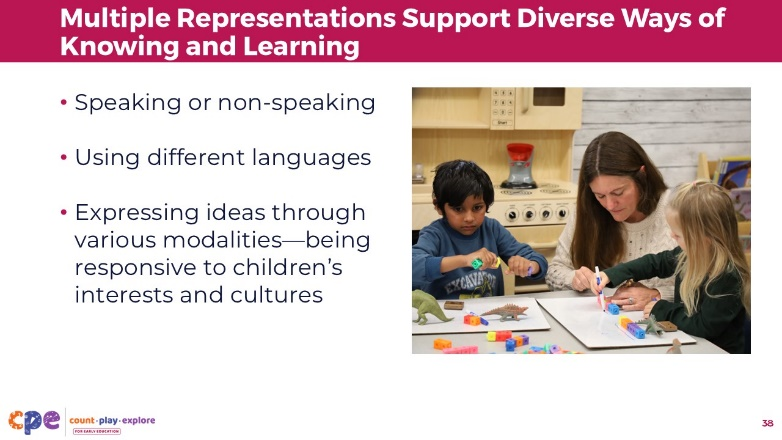 Multiple Representations Support Diverse Ways of
Knowing and Learning
• Speaking or non-speaking
• Using different languages
• Expressing ideas through
various modalities—being
responsive to children’s
interests and cultures
EXCAVATOR
cpe
count·play·explore
FOR EARLY EDUCATION
38